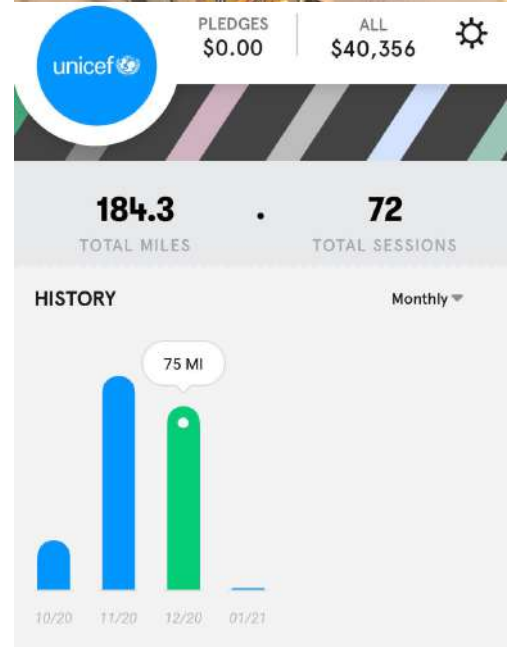 unicef
PLEDGES
$0.00
ALL
$40,356
184.3
.
72
TOTAL MILES
TOTAL SESSIONS
HISTORY
Monthly
75 MI
10/20
11/20
12/20
01/21